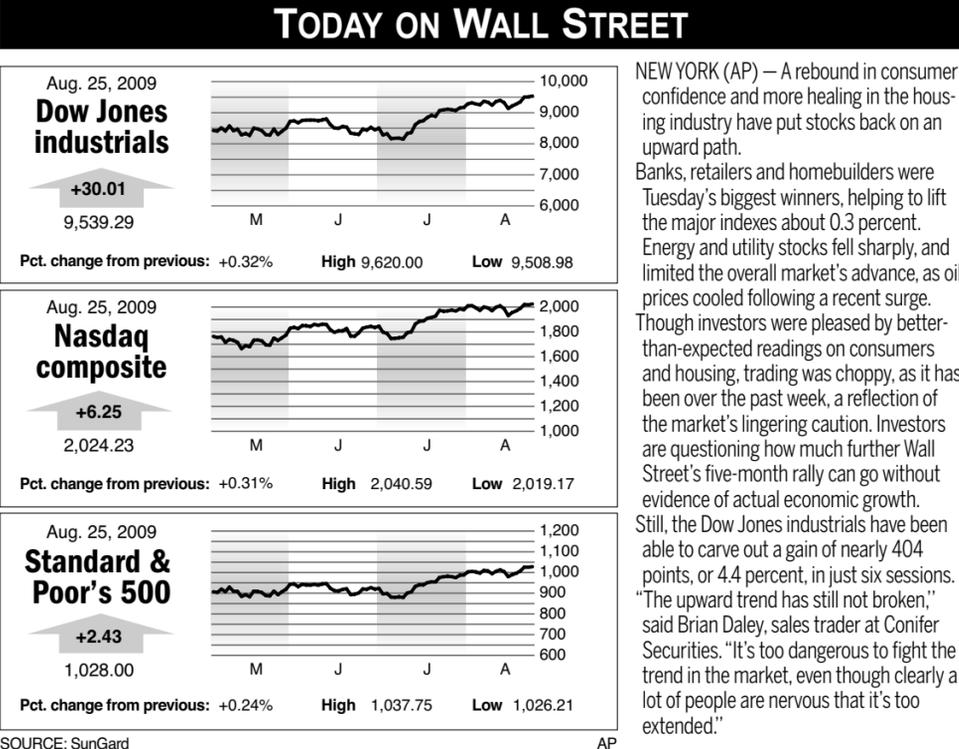 TODAY ON WALL STREET
Aug. 25, 2009
Dow Jones
industrials
+30.01
9,539.29
10,000
9,000
8,000
7,000
6,000
M J J A
Pct. change from previous: +0.32% High 9,620.00 Low 9,508.98
Aug. 25, 2009
Nasdaq
composite
+6.25
2,024.23
2,000
1,800
1,600
1,400
1,200
1,000
M J J A
Pct. change from previous: +0.31% High 2,040.59 Low 2,019.17
Aug. 25, 2009
Standard &
Poor's 500
+2.43
1,028.00
1,200
1,100
1,000
900
800
700
600
M J J A
Pct. change from previous: +0.24% High 1,037.75 Low 1,026.21
SOURCE: SunGard AP
NEW YORK (AP) — A rebound in consumer
confidence and more healing in the hous-
ing industry have put stocks back on an
upward path.
Banks, retailers and homebuilders were
Tuesday's biggest winners, helping to lift
the major indexes about 0.3 percent.
Energy and utility stocks fell sharply, and
limited the overall market's advance, as oil
prices cooled following a recent surge.
Though investors were pleased by better-
than-expected readings on consumers
and housing, trading was choppy, as it has
been over the past week, a reflection of
the market's lingering caution. Investors
are questioning how much further Wall
Street's five-month rally can go without
evidence of actual economic growth.
Still, the Dow Jones industrials have been
able to carve out a gain of nearly 404
points, or 4.4 percent, in just six sessions.
"The upward trend has still not broken,"
said Brian Daley, sales trader at Conifer
Securities. "It's too dangerous to fight the
trend in the market, even though clearly a
lot of people are nervous that it's too
extended."